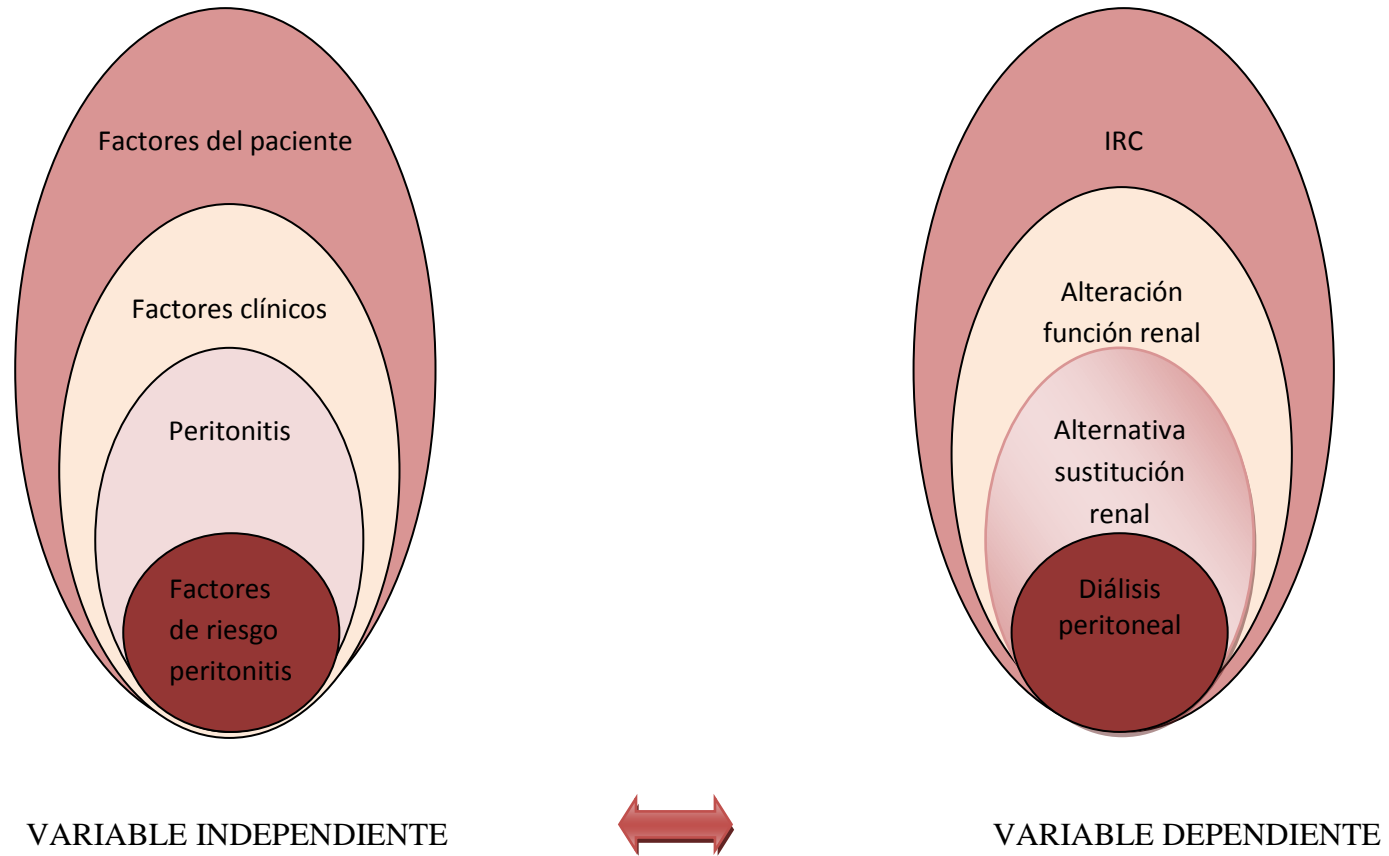 Factores del paciente
Factores clínicos
Peritonitis
Factores
de riesgo
peritonitis
IRC
Alteración
función renal
Alternativa
sustitución
renal
Diálisis
peritoneal
VARIABLE INDEPENDIENTE
VARIABLE DEPENDIENTE